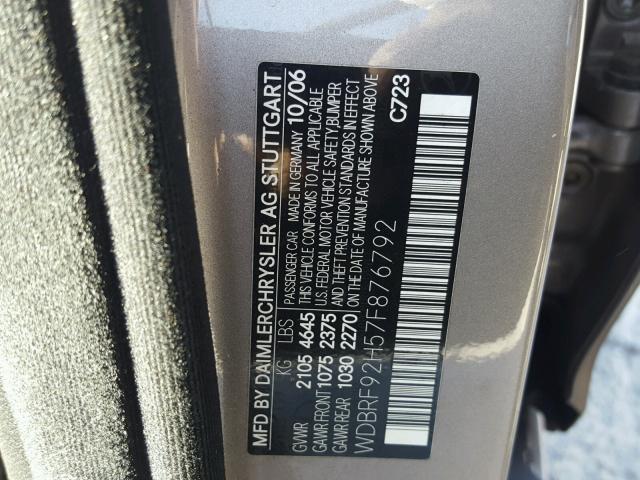 MFD BY DAIMLERCHRYSLER AG STUTTGART
KG LBS PASSENGER CAR MADE IN GERMANY 10/06
GVWR 2105 4645 THIS VEHICLE CONFORMS TO ALL APPLICABLE
GAWR FRONT 1075 2375 U.S. FEDERAL MOTOR VEHICLE SAFETY, BUMPER
GAWR REAR 1030 2270 AND THEFT PREVENTION STANDARDS IN EFFECT
ON THE DATE OF MANUFACTURE SHOWN ABOVE
WDBRF92H57F876792 C723